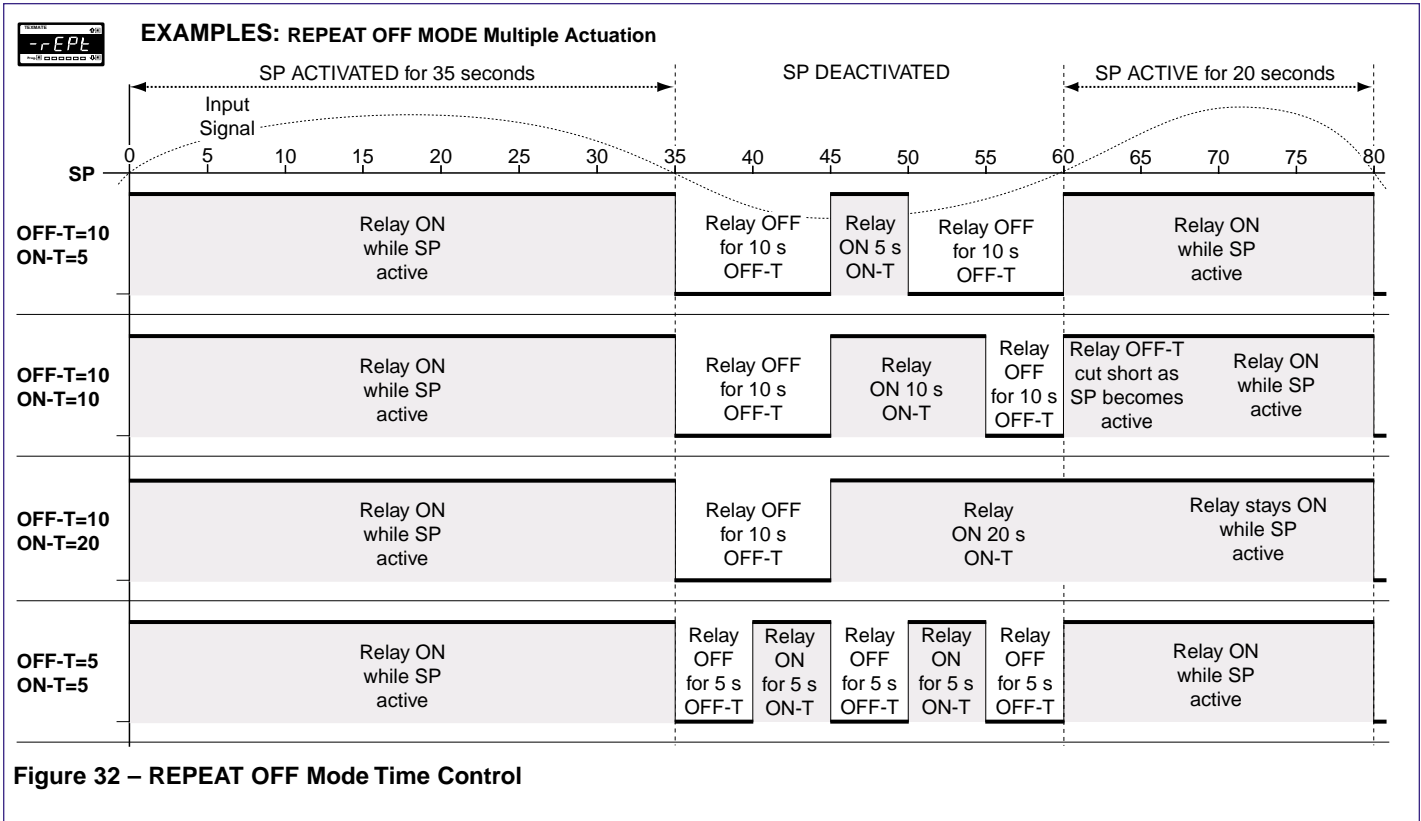 TEXMATE
-rEPt
EXAMPLES: REPEAT OFF MODE Multiple Actuation
SP ACTIVATED for 35 seconds
SP DEACTIVATED
SP ACTIVE for 20 seconds
Input
Signal
SP
0 5 10 15 20 25 30 35 40 45 50 55 60 65 70 75 80
OFF-T=10
ON-T=5
Relay ON
while SP
active
Relay OFF
for 10 s
OFF-T
Relay
ON 5 s
ON-T
Relay OFF
for 10 s
OFF-T
Relay ON
while SP
active
OFF-T=10
ON-T=10
Relay ON
while SP
active
Relay OFF
for 10 s
OFF-T
Relay
ON 10 s
ON-T
Relay
OFF
for 10 s
OFF-T
Relay OFF-T
cut short as
SP becomes
active
Relay ON
while SP
active
OFF-T=10
ON-T=20
Relay ON
while SP
active
Relay OFF
for 10 s
OFF-T
Relay
ON 20 s
ON-T
Relay stays ON
while SP
active
OFF-T=5
ON-T=5
Relay ON
while SP
active
Relay
OFF
for 5 s
OFF-T
Relay
ON
for 5 s
ON-T
Relay
OFF
for 5 s
OFF-T
Relay
ON
for 5 s
ON-T
Relay
OFF
for 5 s
OFF-T
Relay ON
while SP
active
Figure 32 – REPEAT OFF Mode Time Control